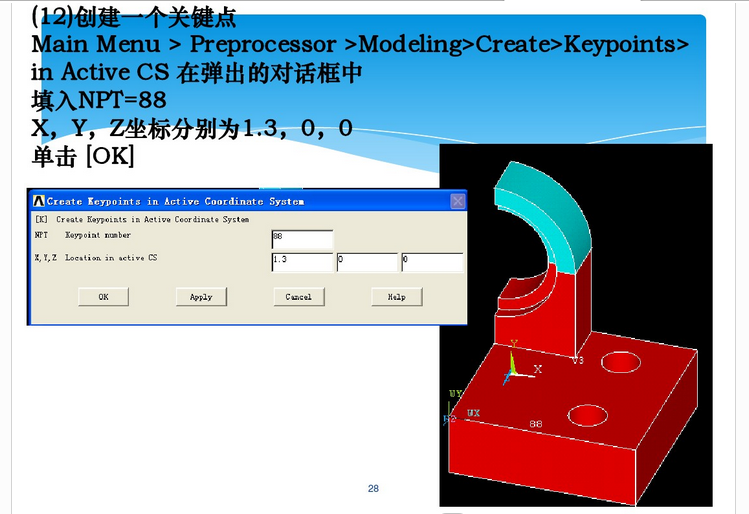 (12)创建一个关键点
Main Menu > Preprocessor >Modeling>Create>Keypoints>
in Active CS 在弹出的对话框中
填入NPT=88
X，Y，Z坐标分别为1.3，0，0
单击 [OK]
Create Keypoints in Active Coordinate System
[K] Create Keypoints in Active Coordinate System
NPT Keypoint number 88
X,Y,Z Location in active CS 1.3 0 0
OK Apply Cancel Help
Y
V3
X
Z
WY
WX
88
28